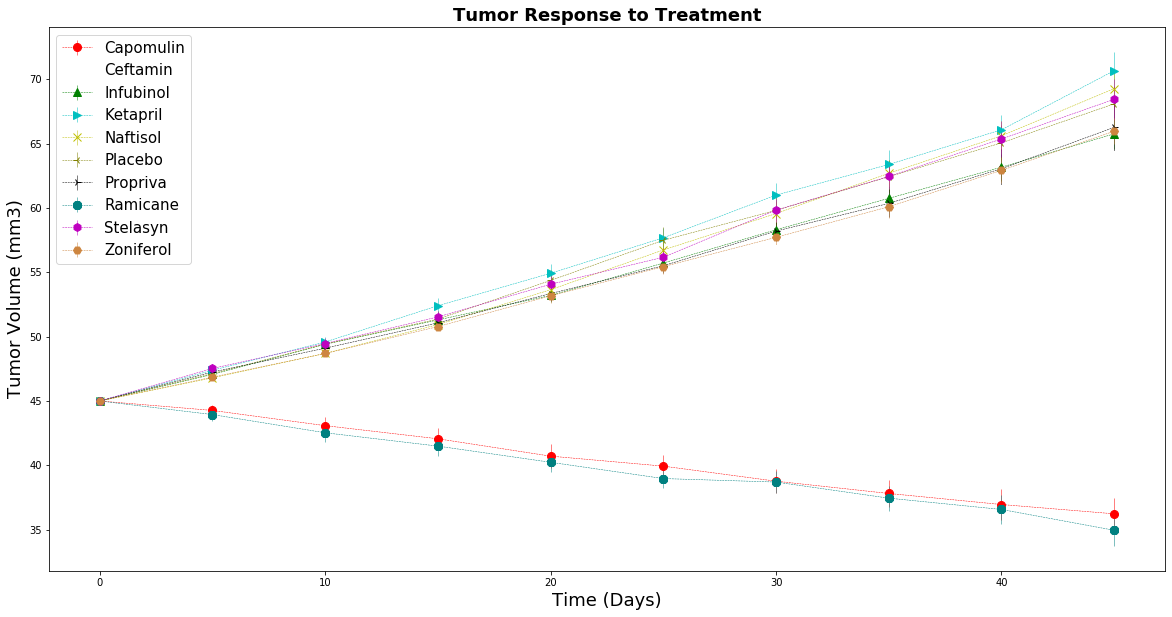 Tumor Response to Treatment
Capomulin
Ceftamin
Infubinol
Ketapril
Naftisol
Placebo
Propriva
Ramicane
Stelasyn
Zoniferol
Tumor Volume (mm3)
70
65
60
55
50
45
40
35
0
10
20
30
40
Time (Days)